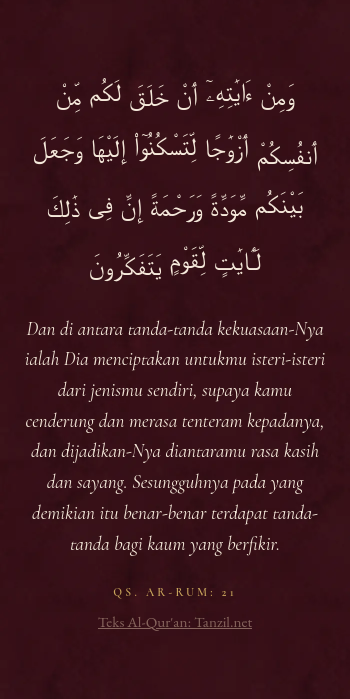 وَمِنْ ءَايَٰتِهِۦٓ أَنْ خَلَقَ لَكُم مِّنْ
أَنفُسِكُمْ أَزْوَٰجًا لِّتَسْكُنُوٓا۟ إِلَيْهَا وَجَعَلَ
بَيْنَكُم مَّوَدَّةً وَرَحْمَةً إِنَّ فِى ذَٰلِكَ
لَـَٔايَٰتٍ لِّقَوْمٍ يَتَفَكَّرُونَ
Dan di antara tanda-tanda kekuasaan-Nya
ialah Dia menciptakan untukmu isteri-isteri
dari jenismu sendiri, supaya kamu
cenderung dan merasa tenteram kepadanya,
dan dijadikan-Nya diantaramu rasa kasih
dan sayang. Sesungguhnya pada yang
demikian itu benar-benar terdapat tanda-
tanda bagi kaum yang berfikir.
QS. AR-RUM: 21
Teks Al-Qur'an: Tanzil.net